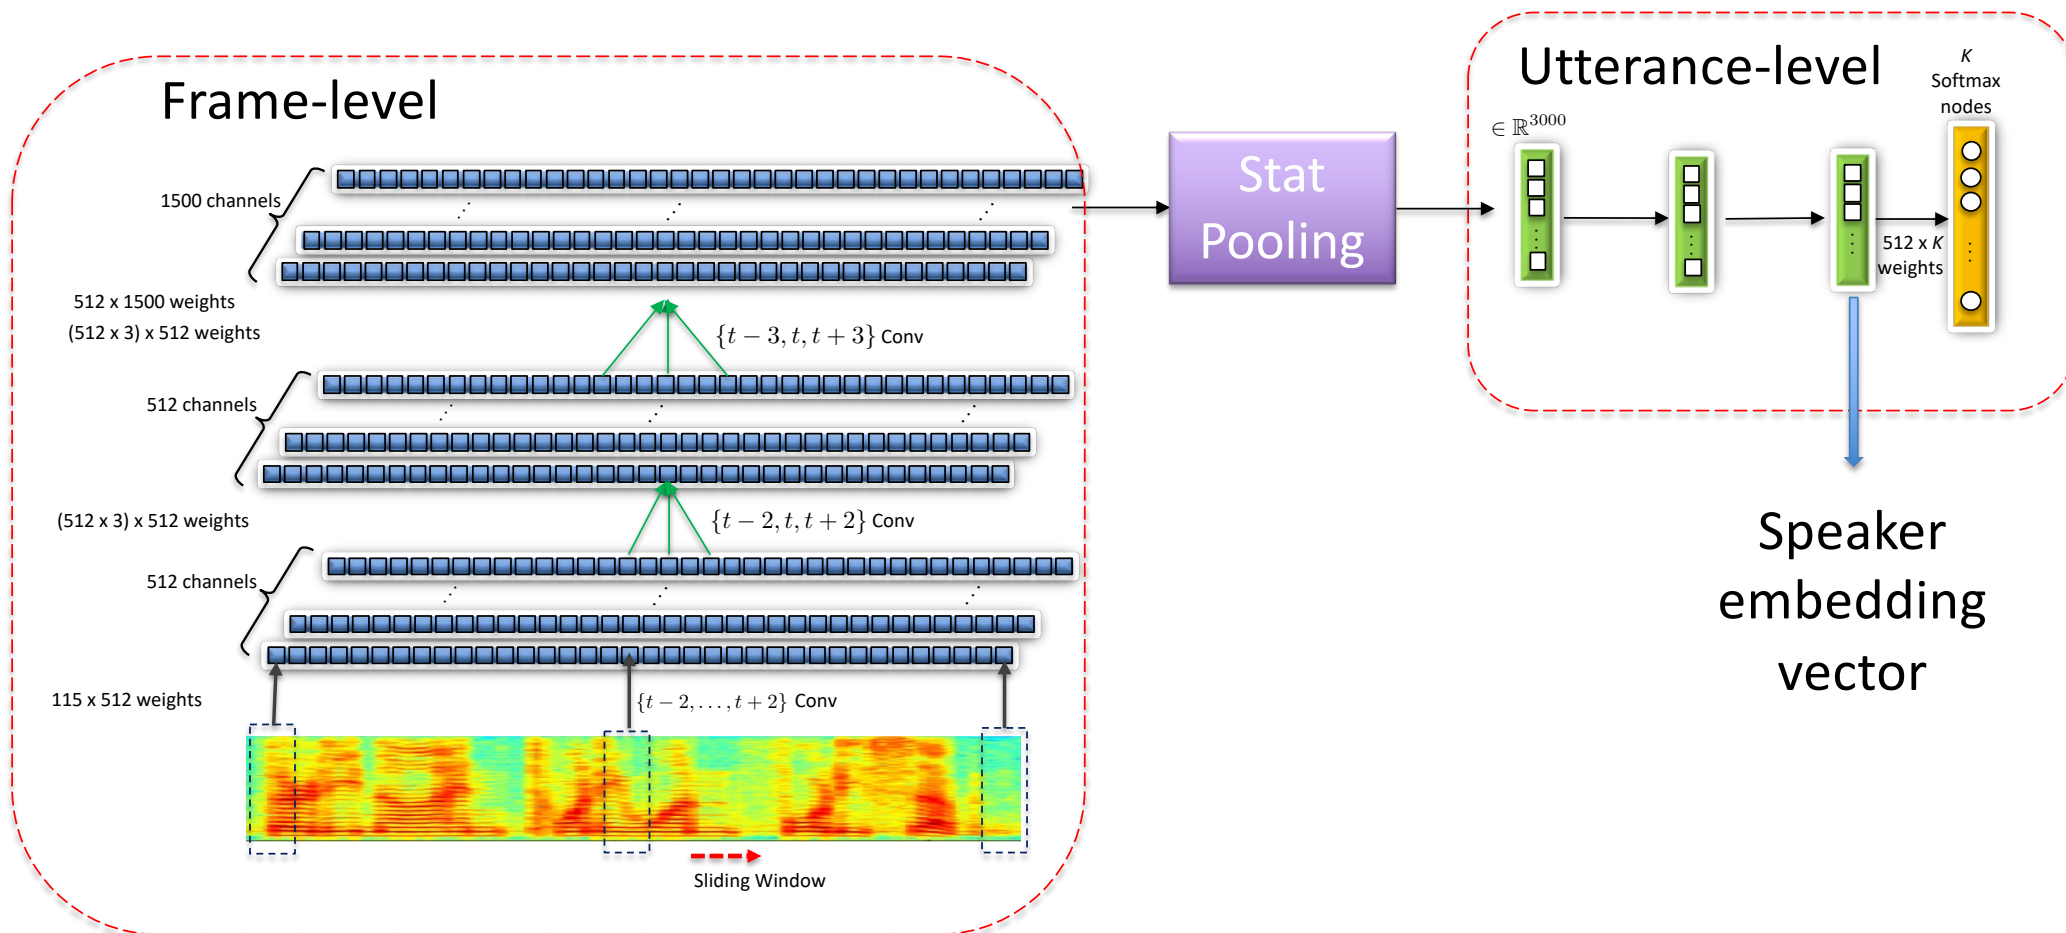 Frame-level
1500 channels
512 x 1500 weights
(512 x 3) x 512 weights
{t − 3, t, t + 3} Conv
512 channels
(512 x 3) x 512 weights
{t − 2, t, t + 2} Conv
512 channels
115 x 512 weights
{t − 2, . . . , t + 2} Conv
Sliding Window
Stat
Pooling
Utterance-level
∈ ℝ³⁰⁰⁰
K
Softmax
nodes
512 x K
weights
Speaker
embedding
vector